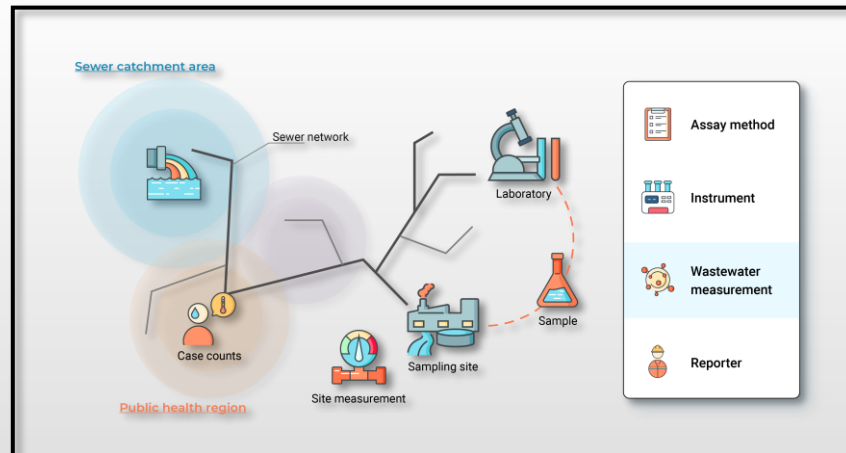 Sewer catchment area
Sewer network
Laboratory
Sample
Case counts
Sampling site
Site measurement
Public health region
Assay method
Instrument
Wastewater
measurement
Reporter